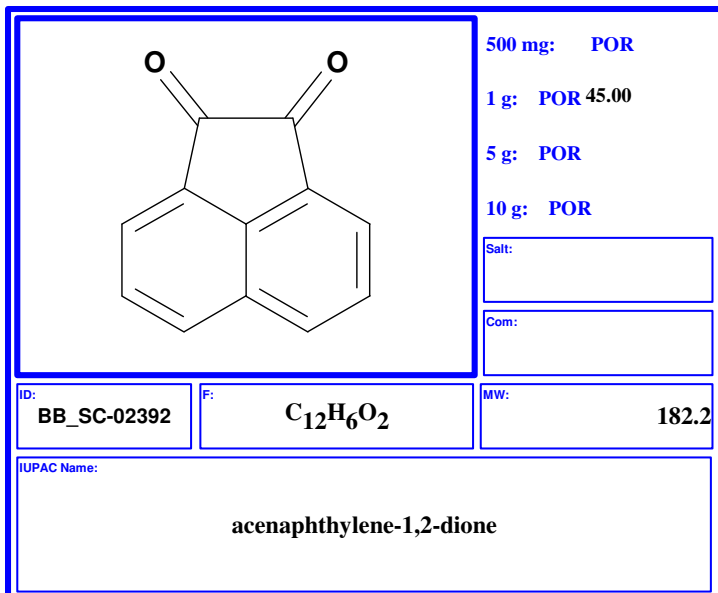 O O
500 mg: POR
1 g: POR 45.00
5 g: POR
10 g: POR
Salt:
Com:
ID:
BB_SC-02392
F:
C12H6O2
MW:
182.2
IUPAC Name:
acenaphthylene-1,2-dione